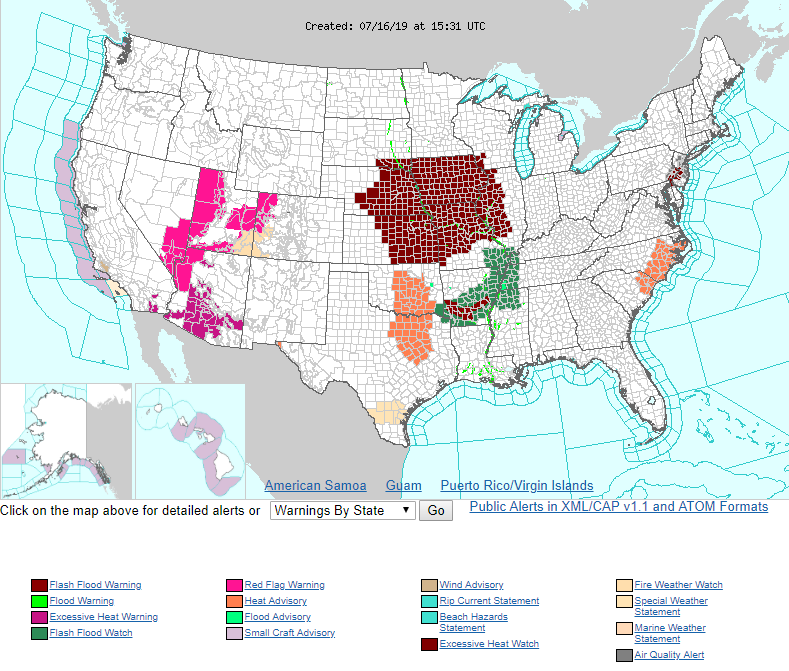 Created: 07/16/19 at 15:31 UTC
American Samoa Guam Puerto Rico/Virgin Islands
Click on the map above for detailed alerts or Warnings By State ▼ Go Public Alerts in XML/CAP v1.1 and ATOM Formats
Flash Flood Warning
Flood Warning
Excessive Heat Warning
Flash Flood Watch
Red Flag Warning
Heat Advisory
Flood Advisory
Small Craft Advisory
Wind Advisory
Rip Current Statement
Beach Hazards
Statement
Excessive Heat Watch
Fire Weather Watch
Special Weather
Statement
Marine Weather
Statement
Air Quality Alert